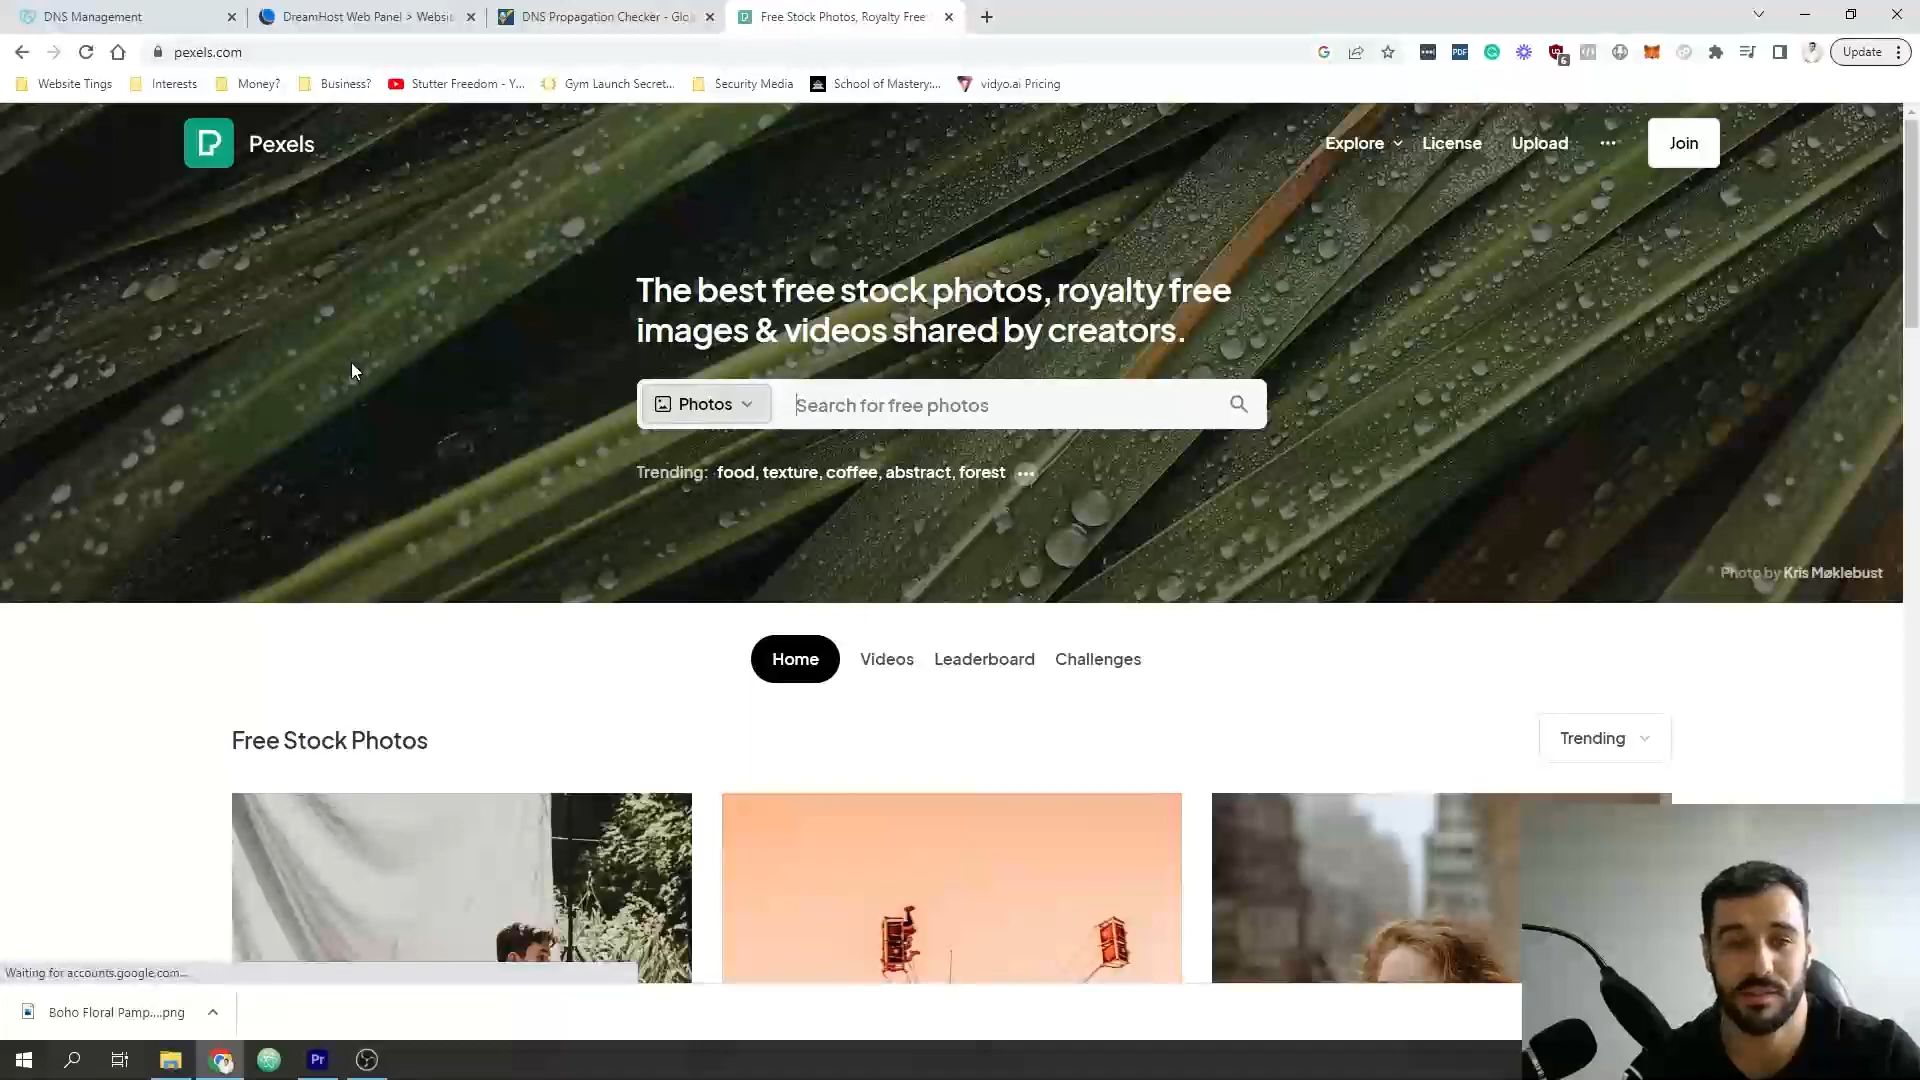 DNS Management
DreamHost Web Panel > Websi
DNS Propagation Checker - Glo
Free Stock Photos, Royalty Free
pexels.com
Update
Website Tings
Interests
Money?
Business?
Stutter Freedom - Y...
Gym Launch Secret...
Security Media
School of Mastery:...
vidyo.ai Pricing
Pexels
Explore
License
Upload
Join
The best free stock photos, royalty free
images & videos shared by creators.
Photos
Search for free photos
Trending: food, texture, coffee, abstract, forest
Photo by Kris Møklebust
Home
Videos
Leaderboard
Challenges
Free Stock Photos
Trending
Waiting for accounts.google.com...
Boho Floral Pamp....png
Pr